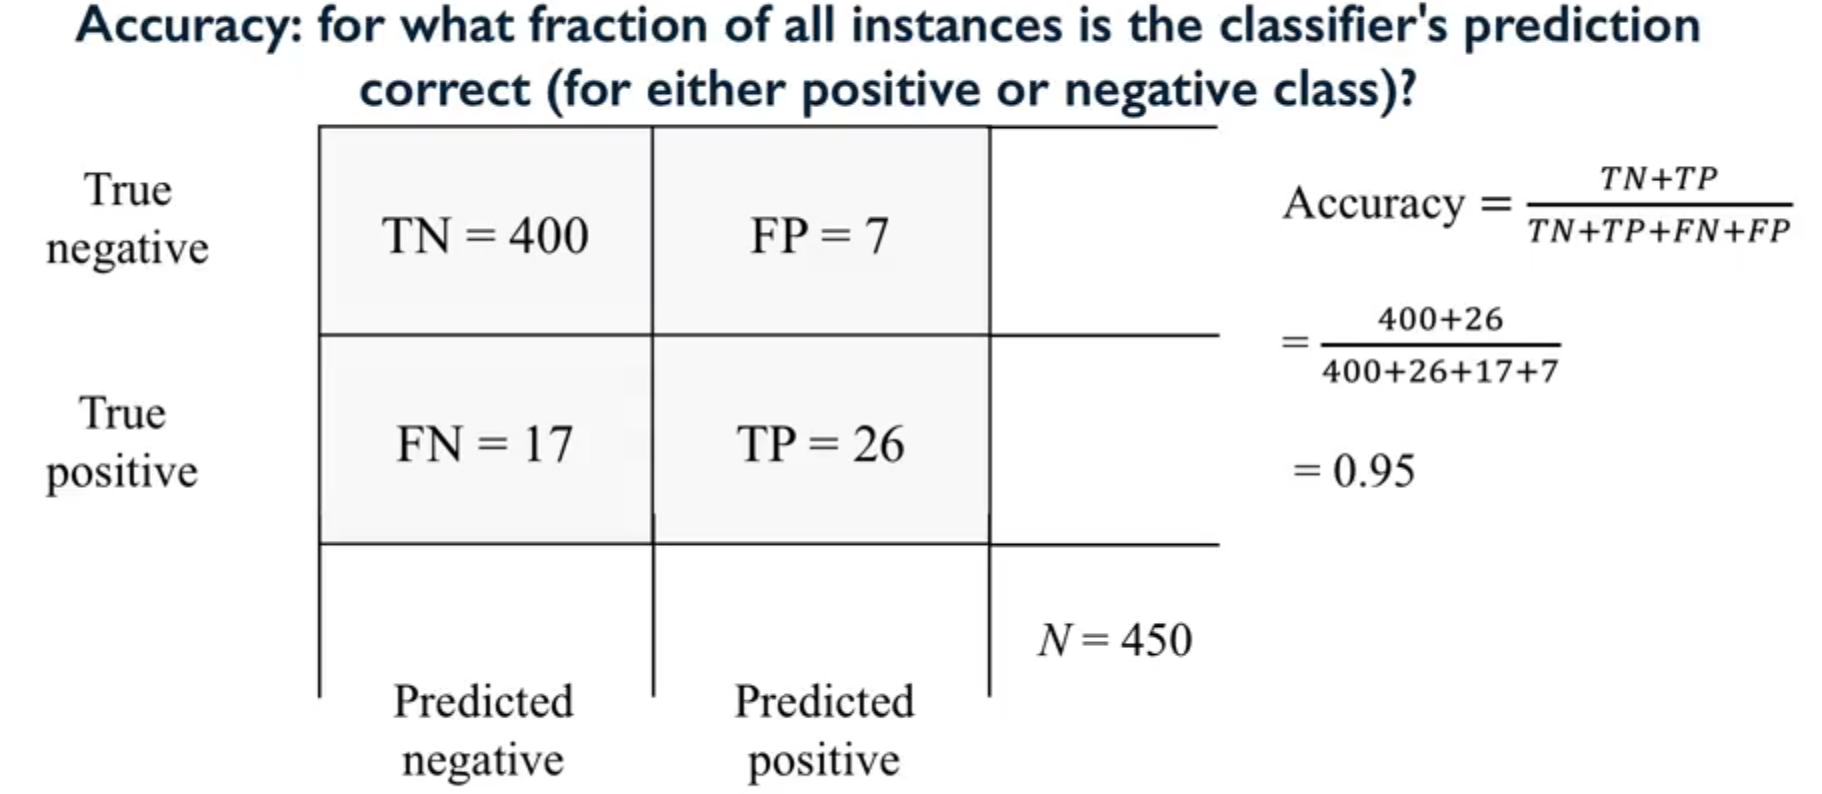 Accuracy: for what fraction of all instances is the classifier's prediction
correct (for either positive or negative class)?
True
negative
TN = 400
FP = 7
Accuracy = TN+TP / TN+TP+FN+FP
= 400+26 / 400+26+17+7
True
positive
FN = 17
TP = 26
= 0.95
N = 450
Predicted
negative
Predicted
positive